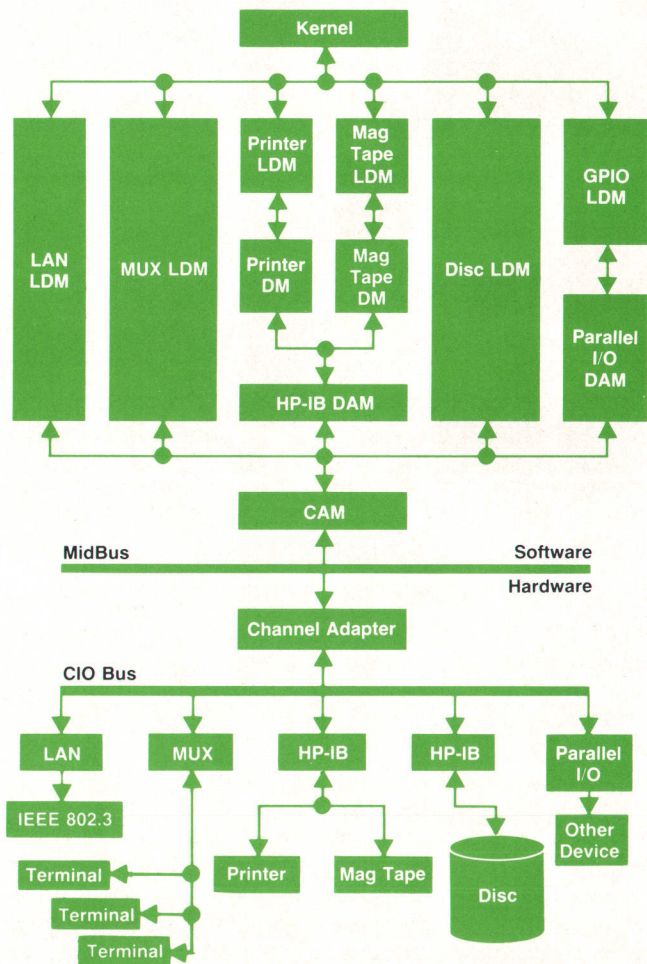 Kernel
LAN
LDM
MUX LDM
Printer
LDM
Mag
Tape
LDM
Printer
DM
Mag
Tape
DM
Disc LDM
GPIO
LDM
Parallel
I/O
DAM
HP-IB DAM
CAM
MidBus
Software
Hardware
Channel Adapter
CIO Bus
LAN
MUX
HP-IB
HP-IB
Parallel
I/O
IEEE 802.3
Printer
Mag Tape
Disc
Other
Device
Terminal
Terminal
Terminal